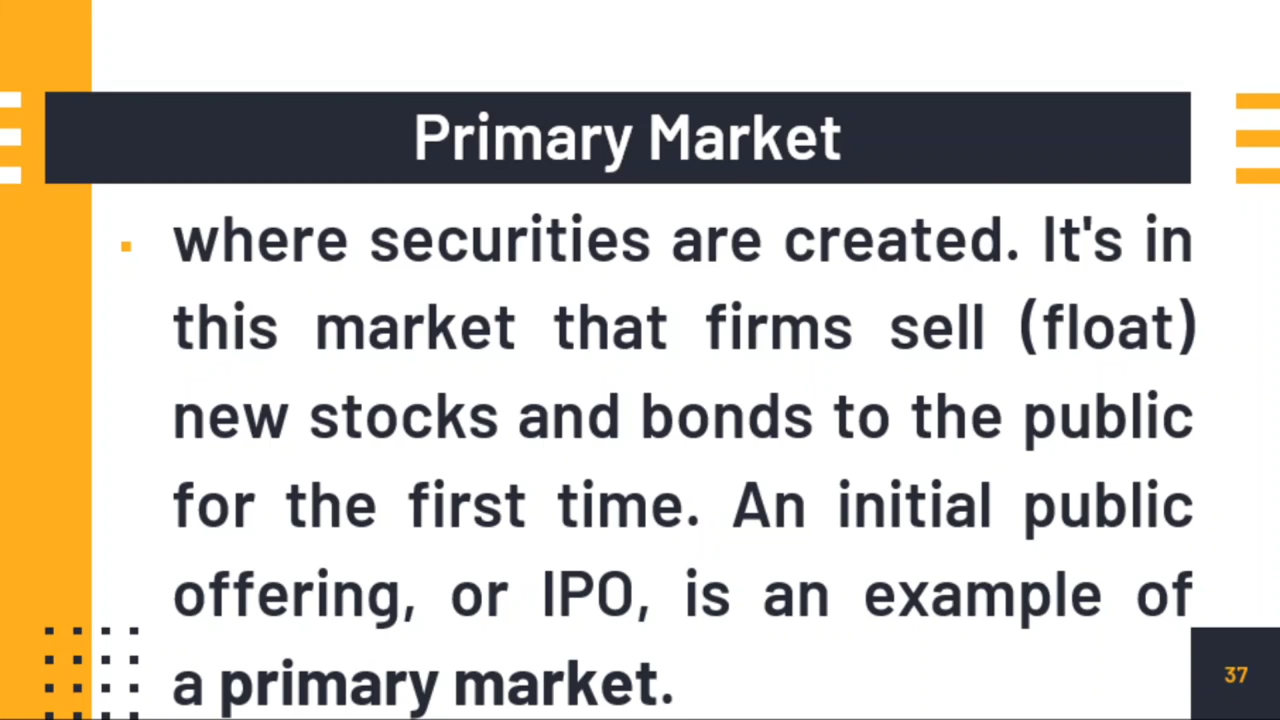 Primary Market
where securities are created. It's in
this market that firms sell (float)
new stocks and bonds to the public
for the first time. An initial public
offering, or IPO, is an example of
a primary market.
37